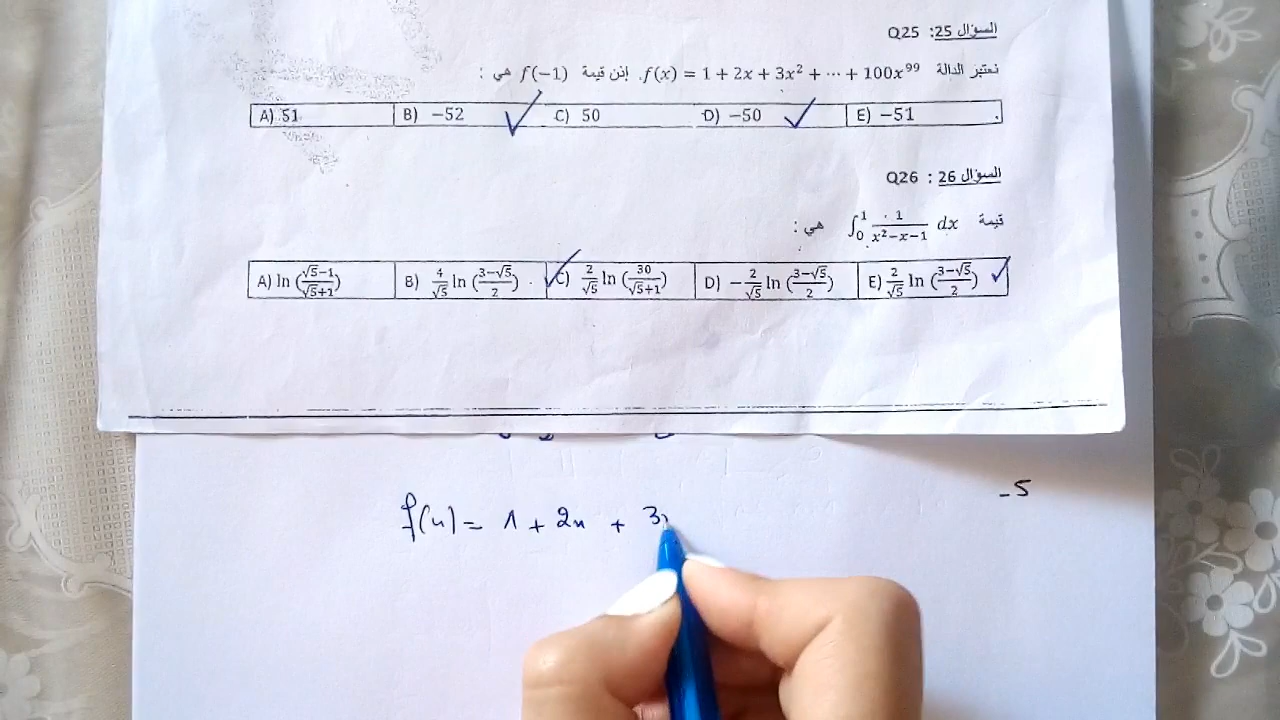 Q25 :25 السؤال
نعتبر الدالة f(x) = 1 + 2x + 3x² + ⋯ + 100x⁹⁹. إذن قيمة f(−1) هي :
A) 51 B) −52 C) 50 D) −50 E) −51
Q26 : 26 السؤال
قيمة ∫₀¹ 1/(x²−x−1) dx هي :
A) ln (√5−1/√5+1) B) 4/√5 ln (3−√5/2) C) 2/√5 ln (30/√5+1) D) −2/√5 ln (3−√5/2) E) 2/√5 ln (3−√5/2)
-5
f(x) = 1 + 2x + 3